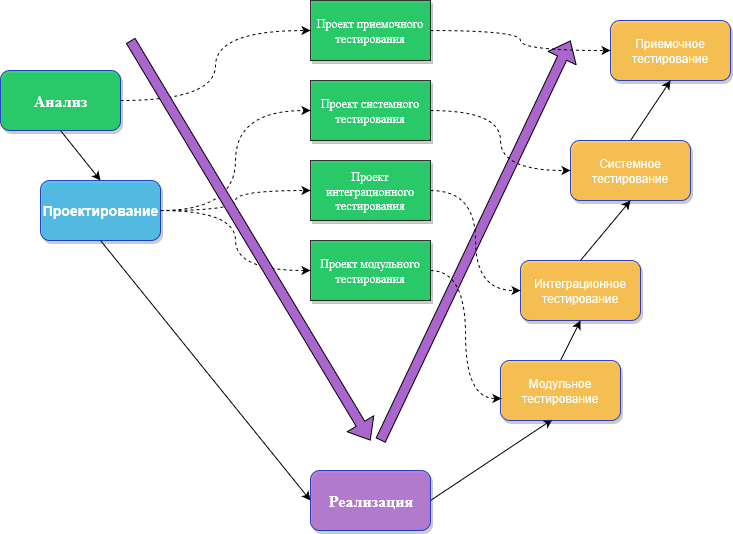 Проект приемочного
тестирования
Приемочное
тестирование
Анализ
Проект системного
тестирования
Системное
тестирование
Проект
интеграционного
тестирования
Проектирование
Проект модульного
тестирования
Интеграционное
тестирование
Модульное
тестирование
Реализация